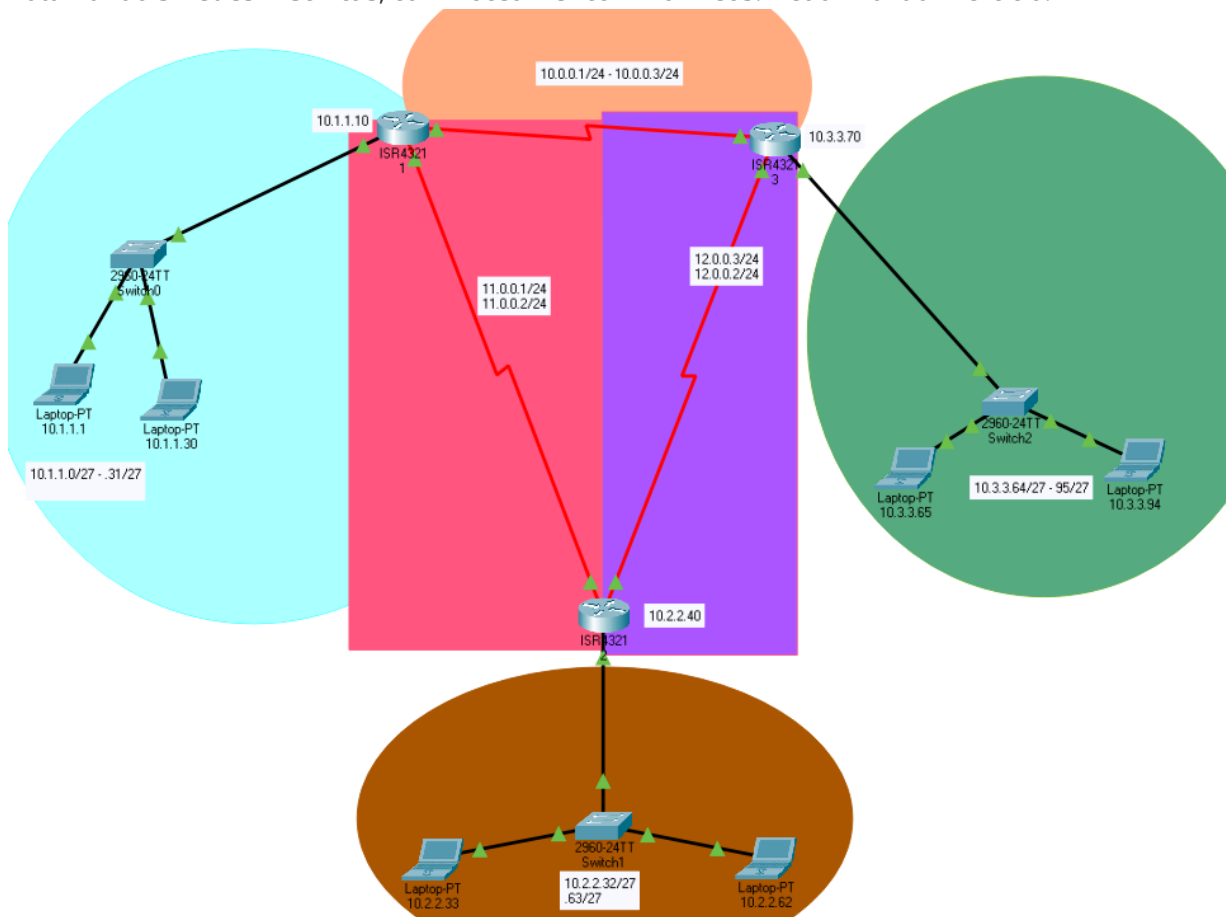 10.0.0.1/24 - 10.0.0.3/24
10.1.1.10
ISR4321
1
10.3.3.70
ISR4321
3
2960-24TT
Switch0
11.0.0.1/24
11.0.0.2/24
12.0.0.3/24
12.0.0.2/24
Laptop-PT
10.1.1.1
Laptop-PT
10.1.1.30
10.1.1.0/27 - .31/27
2960-24TT
Switch2
Laptop-PT
10.3.3.65
10.3.3.64/27 - 95/27
Laptop-PT
10.3.3.94
10.2.2.40
ISR4321
2
2960-24TT
Switch1
Laptop-PT
10.2.2.33
10.2.2.32/27
.63/27
Laptop-PT
10.2.2.62